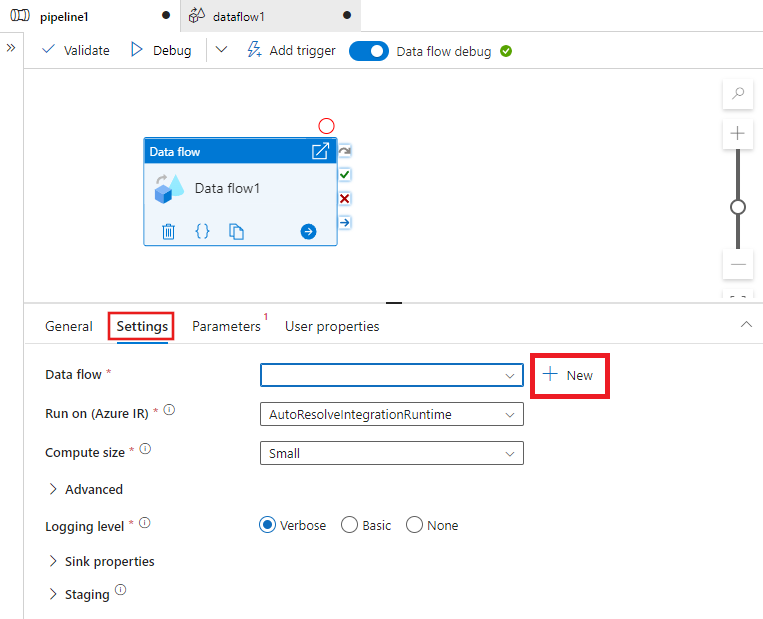 pipeline1
dataflow1
Validate
Debug
Add trigger
Data flow debug
Data flow
Data flow1
{}
General
Settings
Parameters 1
User properties
Data flow *
+ New
Run on (Azure IR) *
AutoResolveIntegrationRuntime
Compute size *
Small
Advanced
Logging level *
Verbose
Basic
None
Sink properties
Staging